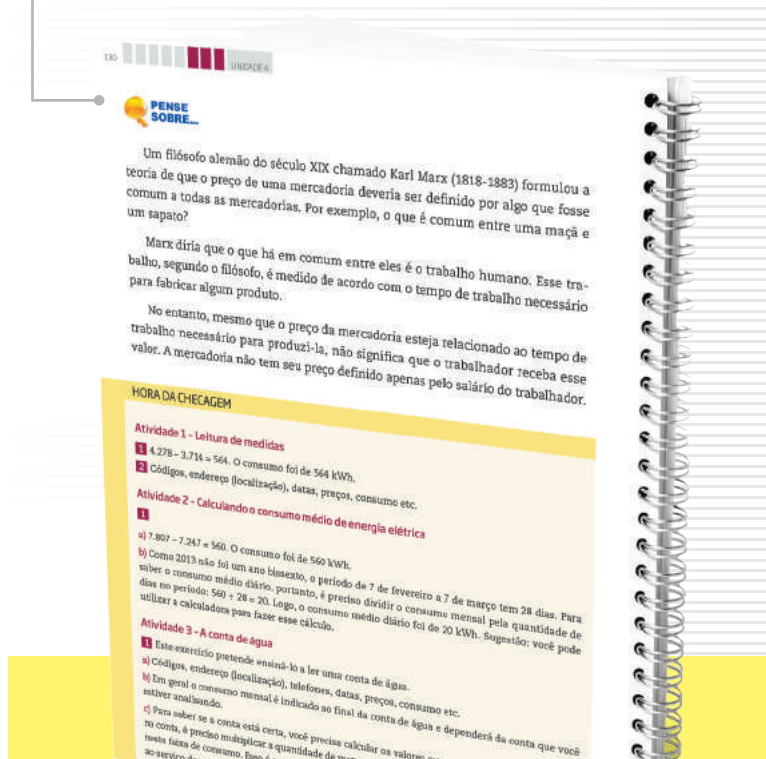 130
UNIDADE 4
PENSE
SOBRE...
Um filósofo alemão do século XIX chamado Karl Marx (1818-1883) formulou a
teoria de que o preço de uma mercadoria deveria ser definido por algo que fosse
comum a todas as mercadorias. Por exemplo, o que é comum entre uma maçã e
um sapato?
Marx diria que o que há em comum entre eles é o trabalho humano. Esse tra-
balho, segundo o filósofo, é medido de acordo com o tempo de trabalho necessário
para fabricar algum produto.
No entanto, mesmo que o preço da mercadoria esteja relacionado ao tempo de
trabalho necessário para produzi-la, não significa que o trabalhador receba esse
valor. A mercadoria não tem seu preço definido apenas pelo salário do trabalhador.
HORA DA CHECAGEM
Atividade 1 - Leitura de medidas
1 4.278 – 3.714 = 564. O consumo foi de 564 kWh.
2 Códigos, endereço (localização), datas, preços, consumo etc.
Atividade 2 - Calculando o consumo médio de energia elétrica
1
a) 7.807 – 7.247 = 560. O consumo foi de 560 kWh.
b) Como 2013 não foi um ano bissexto, o período de 7 de fevereiro a 7 de março tem 28 dias. Para
saber o consumo médio diário, portanto, é preciso dividir o consumo mensal pela quantidade de
dias no período: 560 ÷ 28 = 20. Logo, o consumo médio diário foi de 20 kWh. Sugestão: você pode
utilizar a calculadora para fazer esse cálculo.
Atividade 3 - A conta de água
1 Este exercício pretende ensiná-lo a ler uma conta de água.
a) Códigos, endereço (localização), telefones, datas, preços, consumo etc.
b) Em geral o consumo mensal é indicado ao final da conta de água e dependerá da conta que você
estiver analisando.
c) Para saber se a conta está certa, você precisa calcular os valores
na conta, é preciso multiplicar a quantidade de
nesta faixa de consumo. Esse é
ao serviço